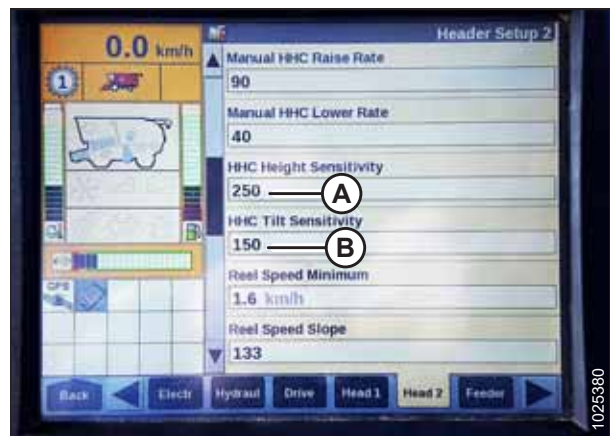 0.0 km/h
Header Setup 2
1
Manual HHC Raise Rate
90
Manual HHC Lower Rate
40
HHC Height Sensitivity
250
A
HHC Tilt Sensitivity
150
B
Reel Speed Minimum
1.6 km/h
Reel Speed Slope
133
GPS
Back
Electr
Hydraul
Drive
Head 1
Head 2
Feeder
1025380